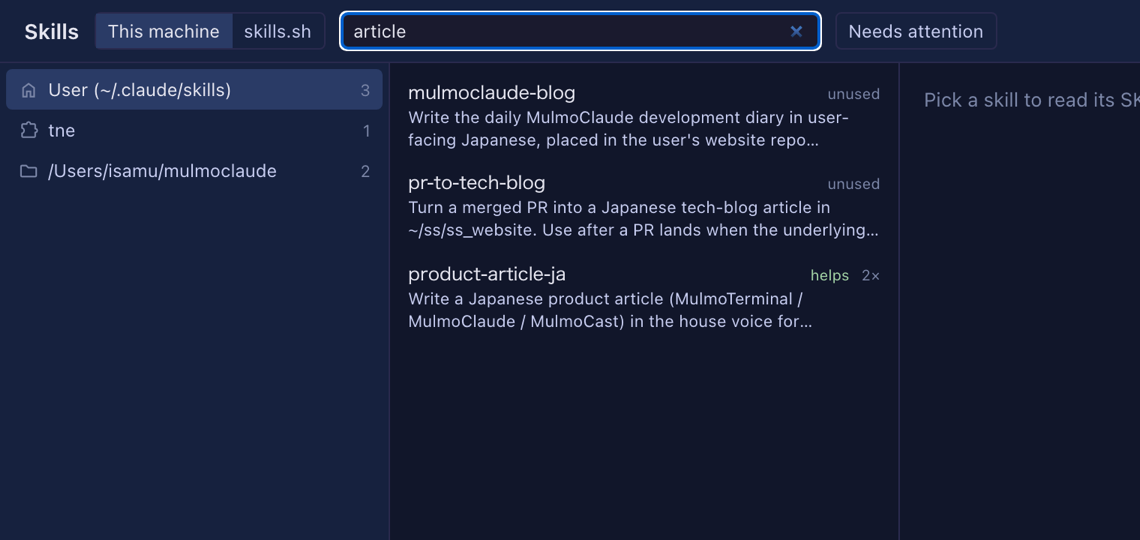 Skills
This machine
skills.sh
article
Needs attention
User (~/.claude/skills) 3
tne 1
/Users/isamu/mulmoclaude 2
mulmoclaude-blog unused
Write the daily MulmoClaude development diary in user-
facing Japanese, placed in the user's website repo…
pr-to-tech-blog unused
Turn a merged PR into a Japanese tech-blog article in
~/ss/ss_website. Use after a PR lands when the underlying…
product-article-ja helps 2×
Write a Japanese product article (MulmoTerminal /
MulmoClaude / MulmoCast) in the house voice for…
Pick a skill to read its SK